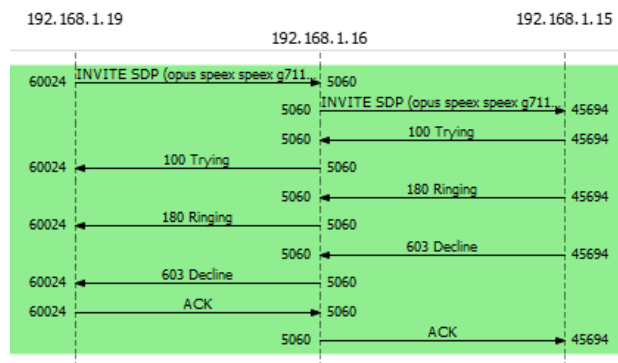 192.168.1.19 192.168.1.15
192.168.1.16
60024 INVITE SDP (opus speex speex g711... 5060
5060 INVITE SDP (opus speex speex g711... 45694
5060 100 Trying 45694
60024 100 Trying 5060
5060 180 Ringing 45694
60024 180 Ringing 5060
5060 603 Decline 45694
60024 603 Decline 5060
60024 ACK 5060
5060 ACK 45694